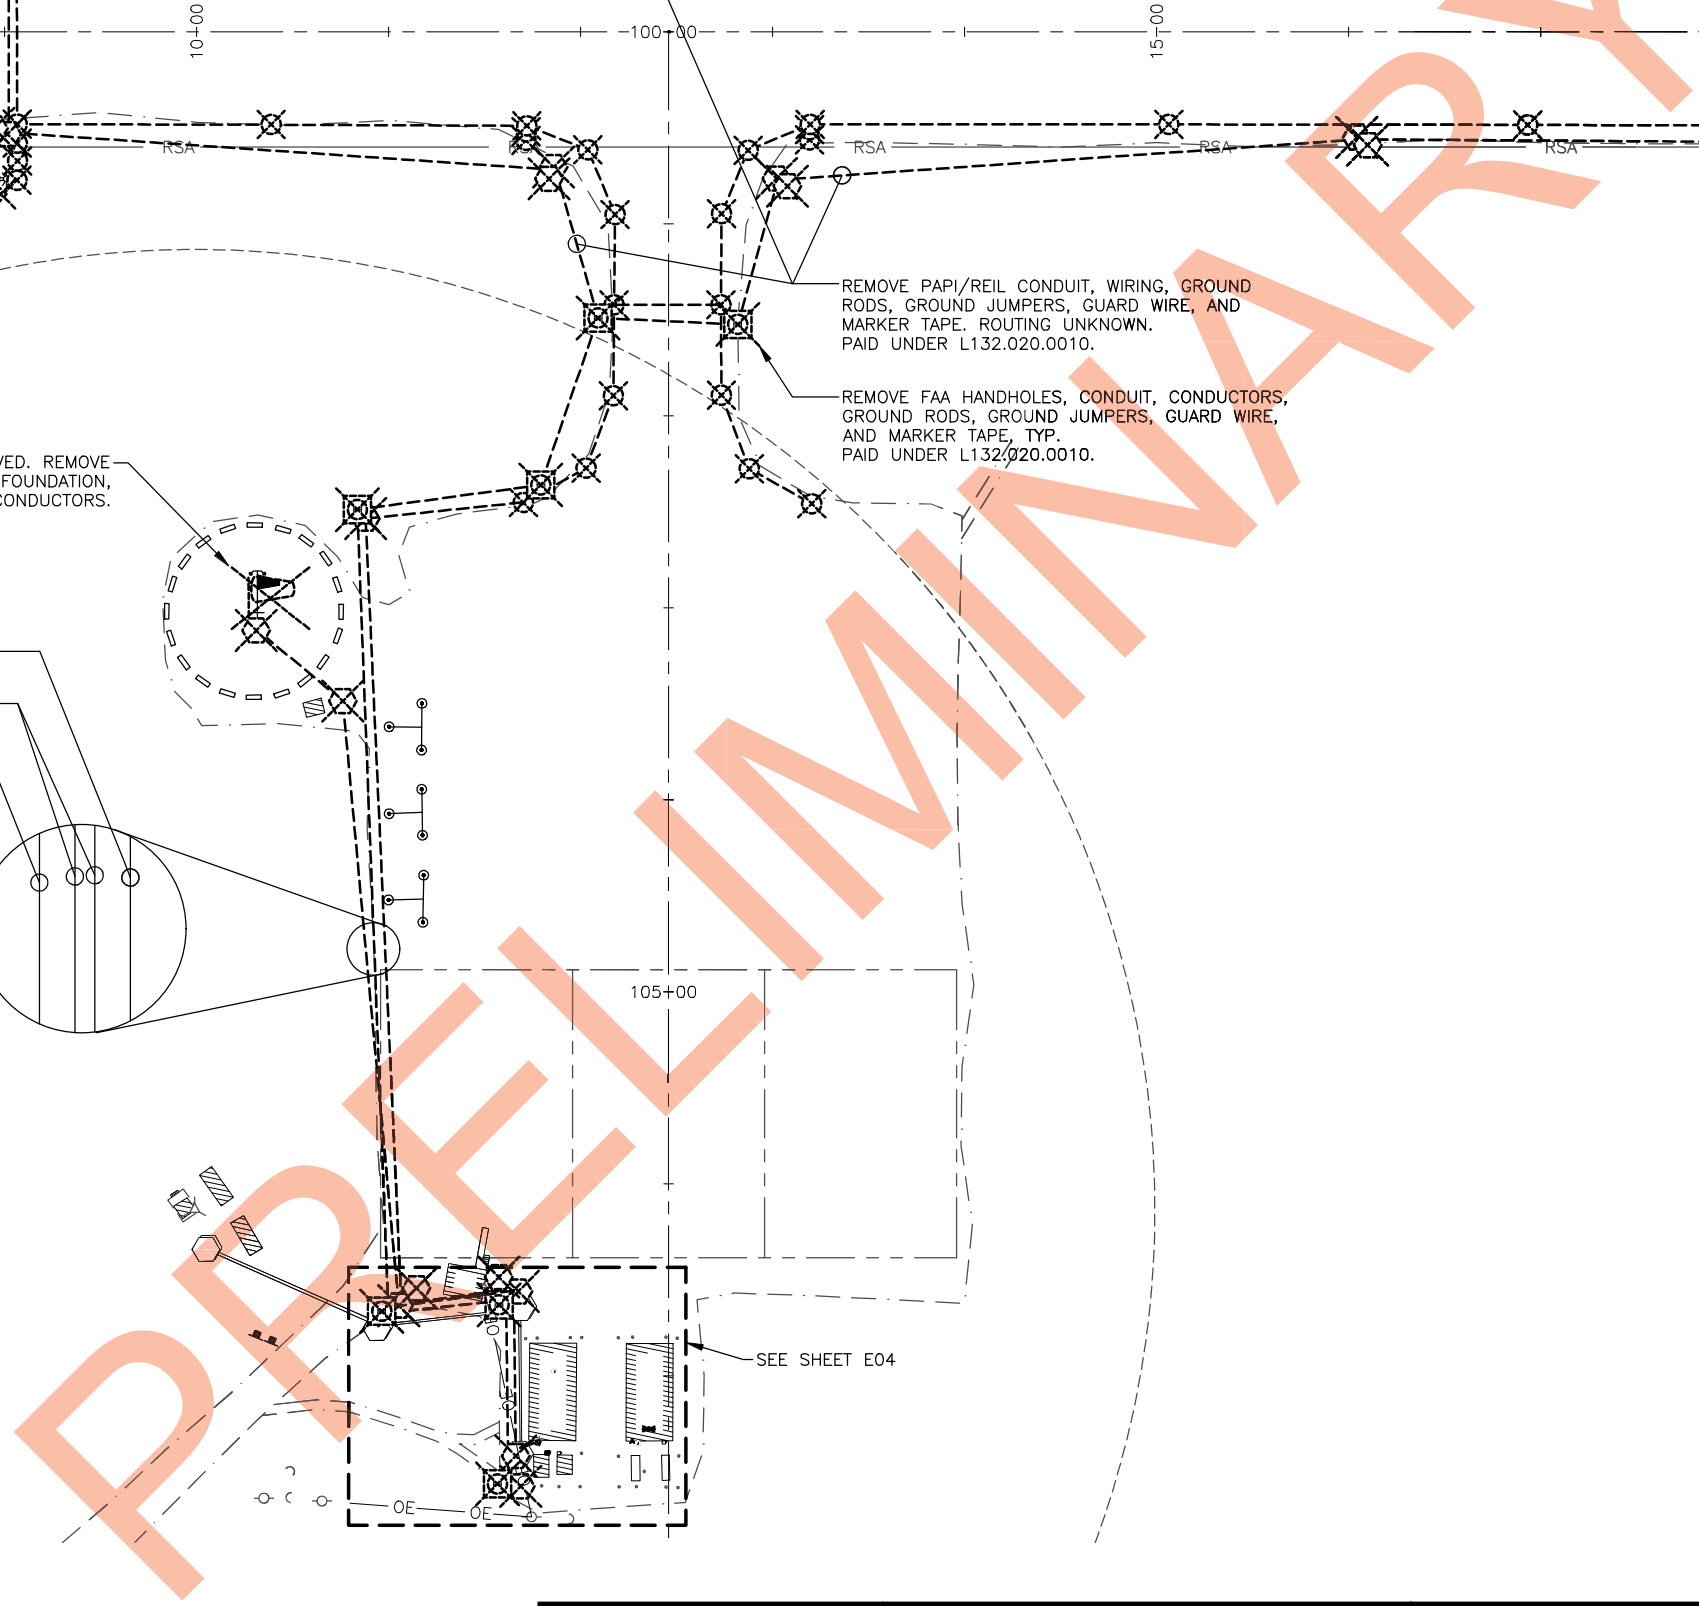 10+00
100+00
15+00
RSA
RSA
RSA
RSA
REMOVE PAPI/REIL CONDUIT, WIRING, GROUND
RODS, GROUND JUMPERS, GUARD WIRE, AND
MARKER TAPE. ROUTING UNKNOWN.
PAID UNDER L132.020.0010.
REMOVE FAA HANDHOLES, CONDUIT, CONDUCTORS,
GROUND RODS, GROUND JUMPERS, GUARD WIRE,
AND MARKER TAPE, TYP.
PAID UNDER L132.020.0010.
VED. REMOVE
FOUNDATION,
CONDUCTORS.
105+00
SEE SHEET E04
OE
OE
PRELIMINARY